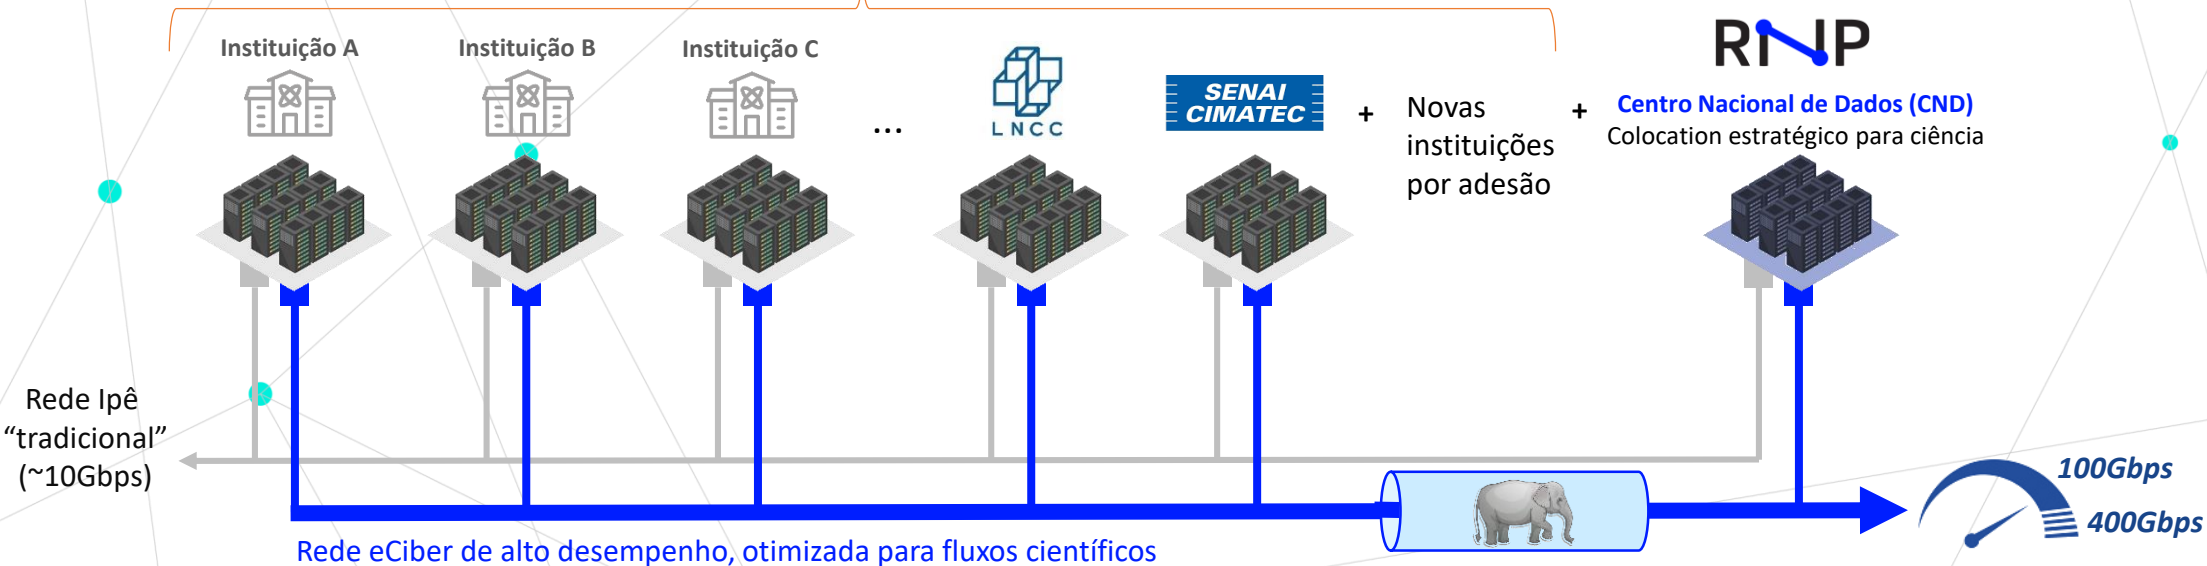 Instituição A
Instituição B
Instituição C
...
LNCC
SENAI
CIMATEC
+
Novas
instituições
por adesão
+
RNP
Centro Nacional de Dados (CND)
Colocation estratégico para ciência
Rede Ipê
“tradicional”
(~10Gbps)
100Gbps
400Gbps
Rede eCiber de alto desempenho, otimizada para fluxos científicos